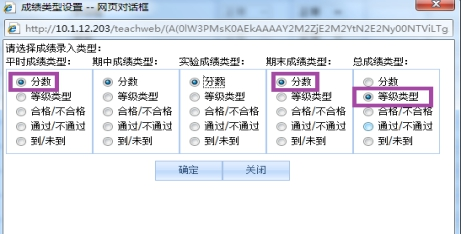 成绩类型设置 -- 网页对话框
http://10.1.12.203/teachweb/(A(0lW3PMsK0AEkAAAAY2M2ZjE2M2YtN2E2Ny00NTViLTg
请选择成绩录入类型:
平时成绩类型: 期中成绩类型: 实验成绩类型: 期末成绩类型: 总成绩类型:
分数 分数 分数 分数 分数
等级类型 等级类型 等级类型 等级类型 等级类型
合格/不合格 合格/不合格 合格/不合格 合格/不合格 合格/不合格
通过/不通过 通过/不通过 通过/不通过 通过/不通过 通过/不通过
到/未到 到/未到 到/未到 到/未到 到/未到
确定 关闭